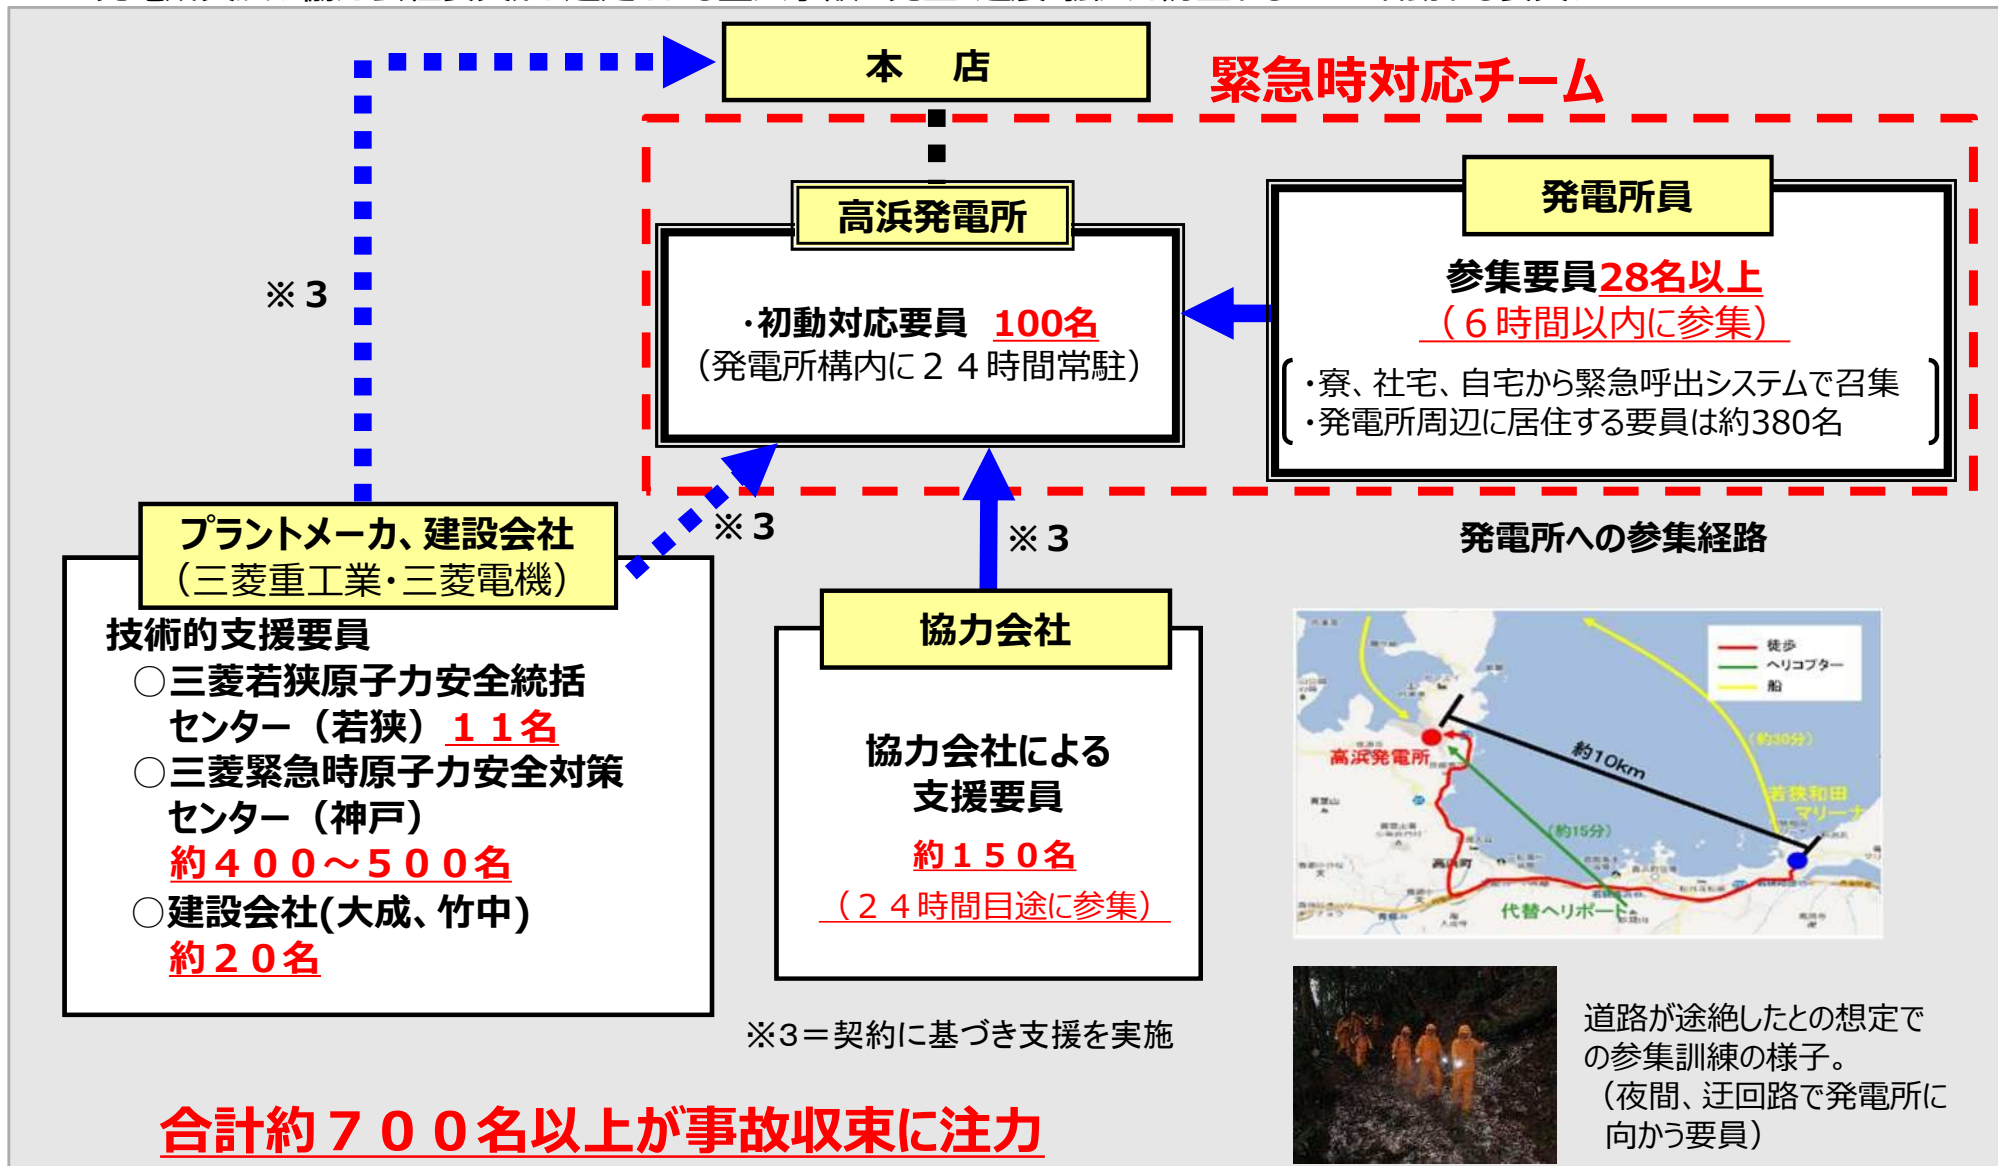 本 店
緊急時対応チーム
高浜発電所
・初動対応要員 100名
（発電所構内に２４時間常駐）
発電所員
参集要員28名以上
（６時間以内に参集）
・寮、社宅、自宅から緊急呼出システムで召集
・発電所周辺に居住する要員は約380名
※３
※３
※３
プラントメーカ、建設会社
（三菱重工業・三菱電機）
技術的支援要員
○三菱若狭原子力安全統括
センター（若狭）１１名
○三菱緊急時原子力安全対策
センター（神戸）
約４００～５００名
○建設会社(大成、竹中)
約２０名
協力会社
協力会社による
支援要員
約１５０名
（２４時間目途に参集）
※3＝契約に基づき支援を実施
発電所への参集経路
徒歩
ヘリコプター
船
高浜発電所
約10km
（約30分）
若狭和田
マリーナ
（約15分）
高浜町
代替ヘリポート
道路が途絶したとの想定で
の参集訓練の様子。
（夜間、迂回路で発電所に
向かう要員）
合計約７００名以上が事故収束に注力